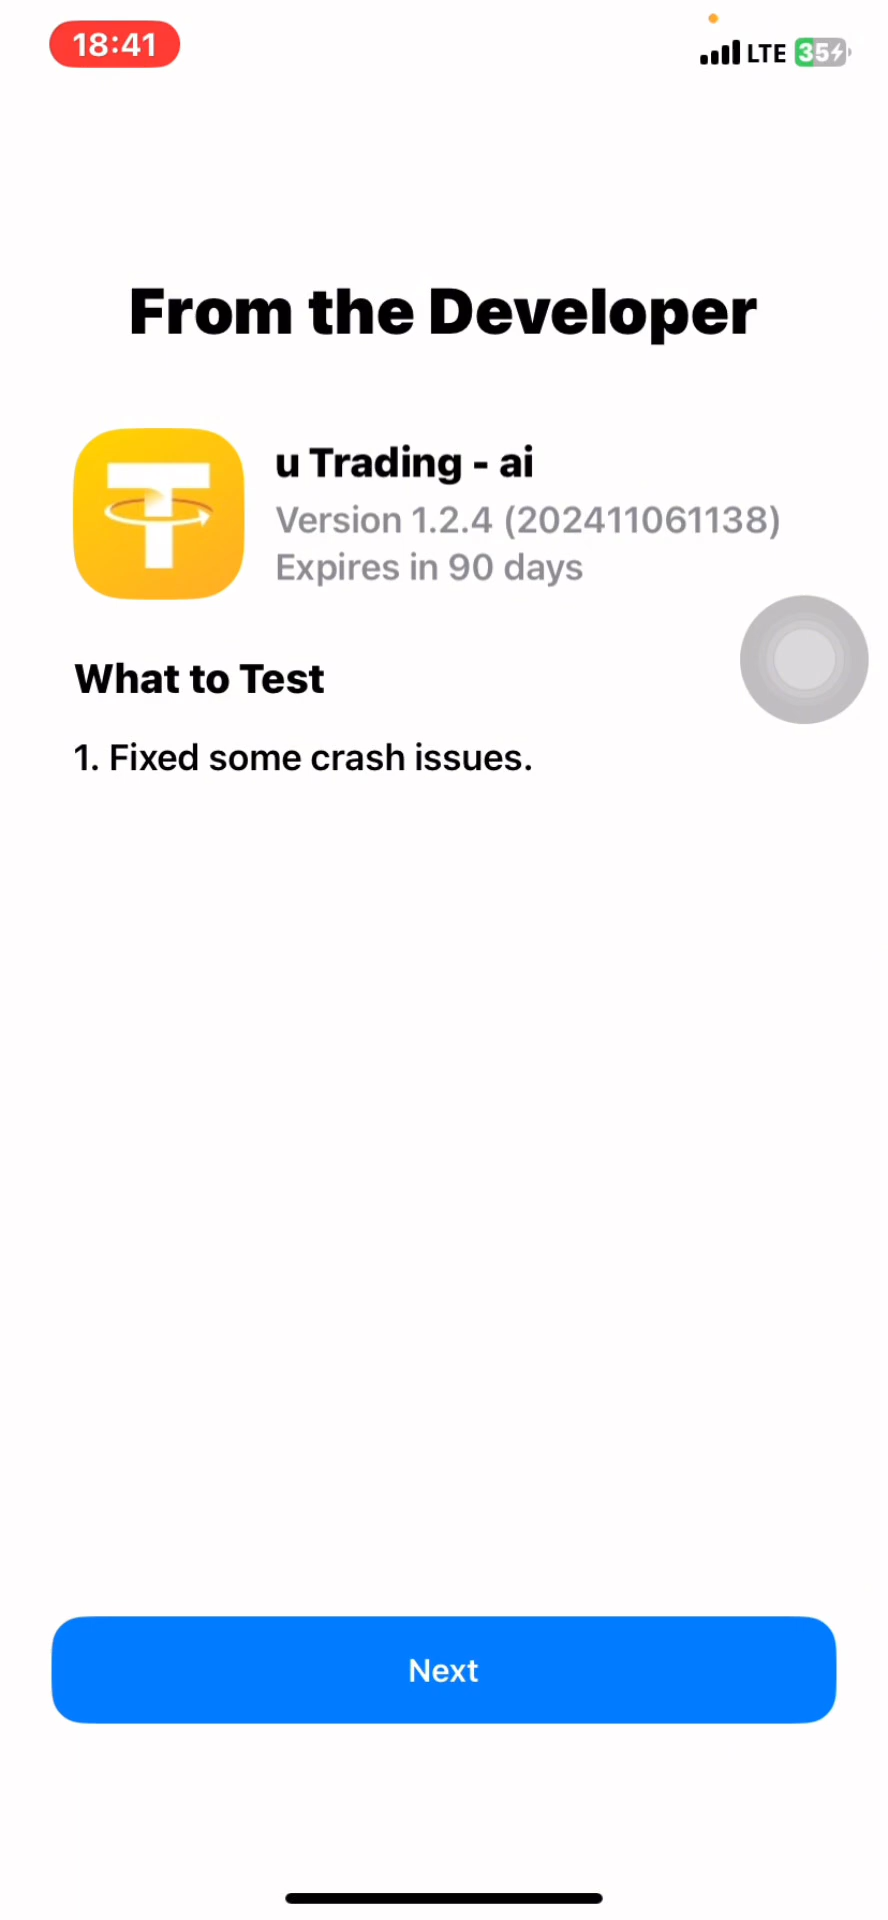 18:41
LTE 35
From the Developer
u Trading - ai
Version 1.2.4 (202411061138)
Expires in 90 days
What to Test
1. Fixed some crash issues.
Next